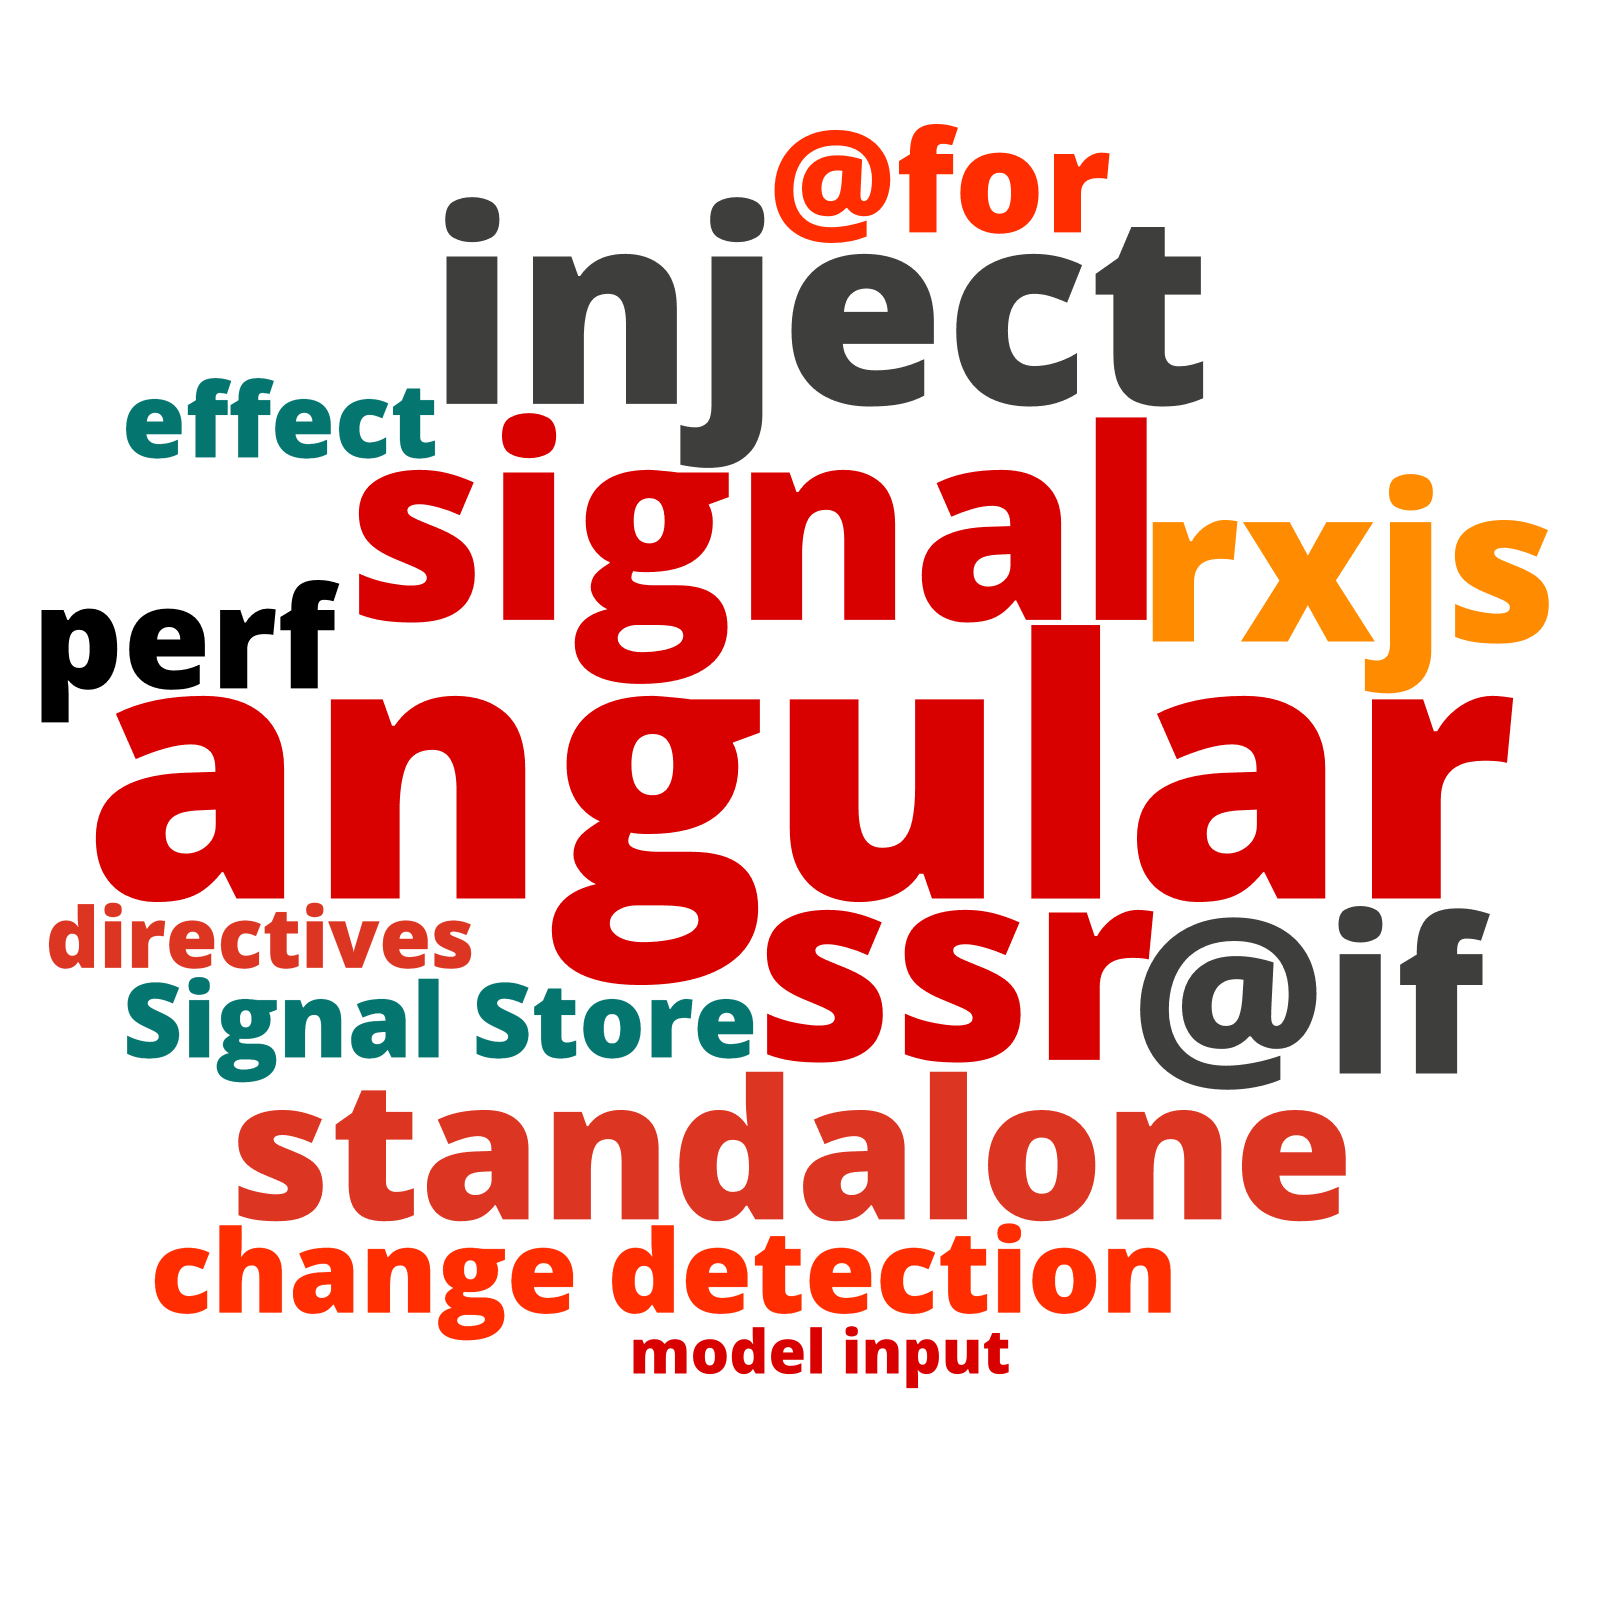 @for
inject
effect
signal
rxjs
perf
angular
directives
ssr
@if
Signal Store
standalone
change detection
model input